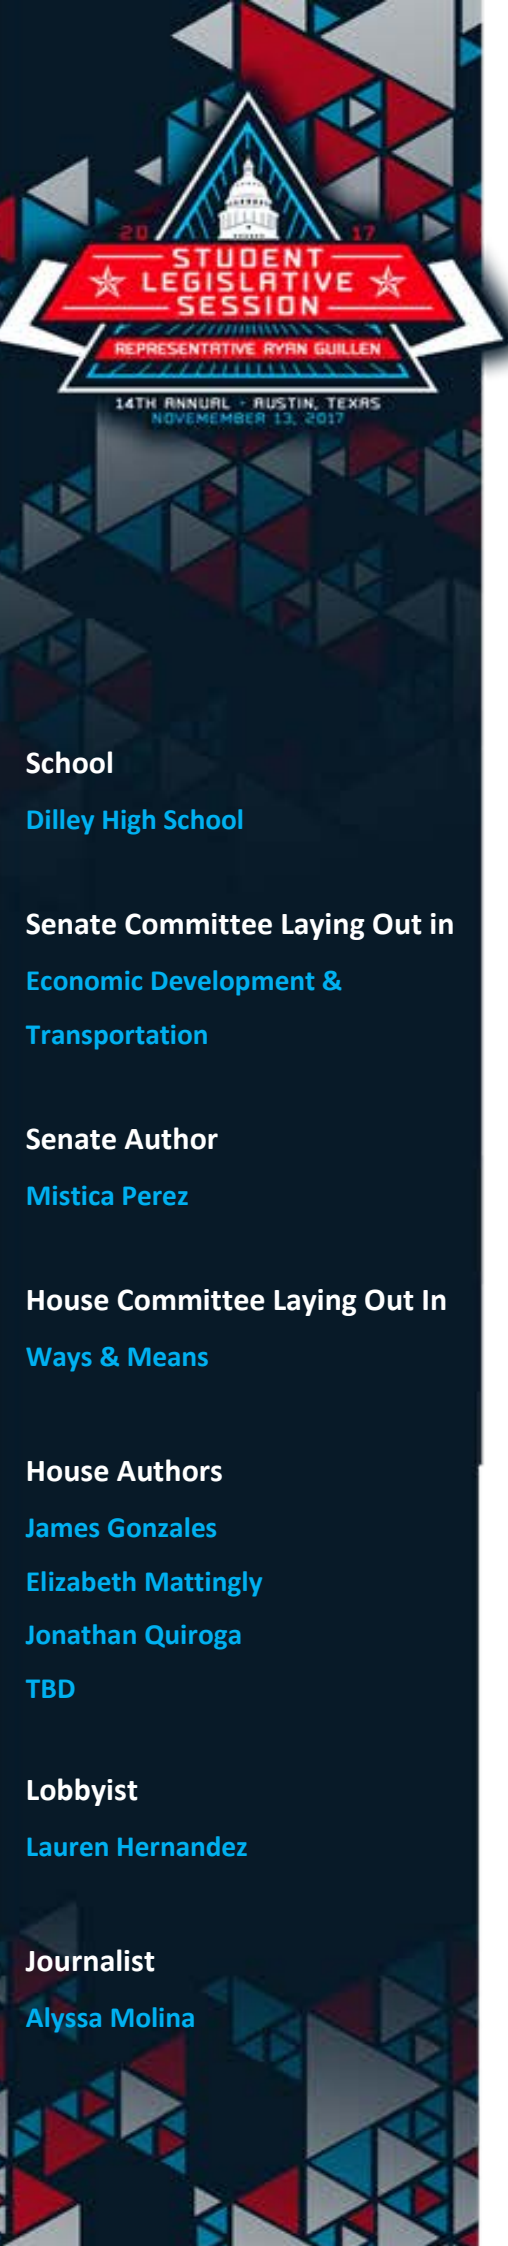 20 17
STUDENT
LEGISLATIVE
SESSION
REPRESENTATIVE RYAN GUILLEN
14TH ANNUAL - AUSTIN, TEXAS
NOVEMEMBER 13, 2017
School
Dilley High School
Senate Committee Laying Out in
Economic Development &
Transportation
Senate Author
Mistica Perez
House Committee Laying Out In
Ways & Means
House Authors
James Gonzales
Elizabeth Mattingly
Jonathan Quiroga
TBD
Lobbyist
Lauren Hernandez
Journalist
Alyssa Molina